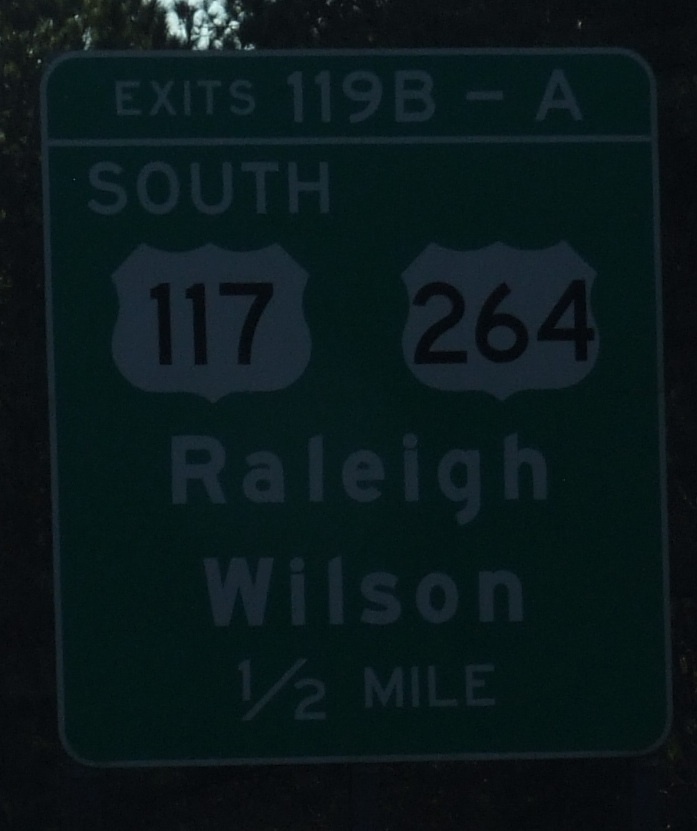 EXITS 119B - A
SOUTH
117 264
Raleigh
Wilson
1/2 MILE